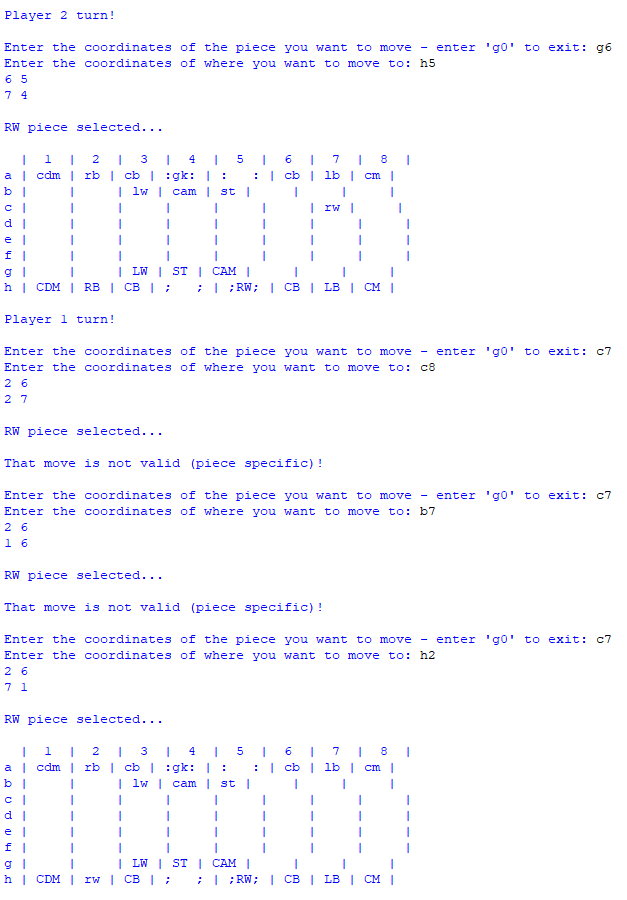 Player 2 turn!
Enter the coordinates of the piece you want to move - enter 'g0' to exit: g6
Enter the coordinates of where you want to move to: h5
6 5
7 4
RW piece selected...
  |  1  |  2  |  3  |  4  |  5  |  6  |  7  |  8  |
a | cdm | rb | cb | :gk: | :   : | cb | lb | cm |
b |     |     | lw | cam | st |     |     |     |
c |     |     |     |     |     |     | rw |     |
d |     |     |     |     |     |     |     |     |
e |     |     |     |     |     |     |     |     |
f |     |     |     |     |     |     |     |     |
g |     |     | LW | ST | CAM |     |     |     |
h | CDM | RB | CB | ;   ; | ;RW; | CB | LB | CM |
Player 1 turn!
Enter the coordinates of the piece you want to move - enter 'g0' to exit: c7
Enter the coordinates of where you want to move to: c8
2 6
2 7
RW piece selected...
That move is not valid (piece specific)!
Enter the coordinates of the piece you want to move - enter 'g0' to exit: c7
Enter the coordinates of where you want to move to: b7
2 6
1 6
RW piece selected...
That move is not valid (piece specific)!
Enter the coordinates of the piece you want to move - enter 'g0' to exit: c7
Enter the coordinates of where you want to move to: h2
2 6
7 1
RW piece selected...
  |  1  |  2  |  3  |  4  |  5  |  6  |  7  |  8  |
a | cdm | rb | cb | :gk: | :   : | cb | lb | cm |
b |     |     | lw | cam | st |     |     |     |
c |     |     |     |     |     |     |     |     |
d |     |     |     |     |     |     |     |     |
e |     |     |     |     |     |     |     |     |
f |     |     |     |     |     |     |     |     |
g |     |     | LW | ST | CAM |     |     |     |
h | CDM | rw | CB | ;   ; | ;RW; | CB | LB | CM |